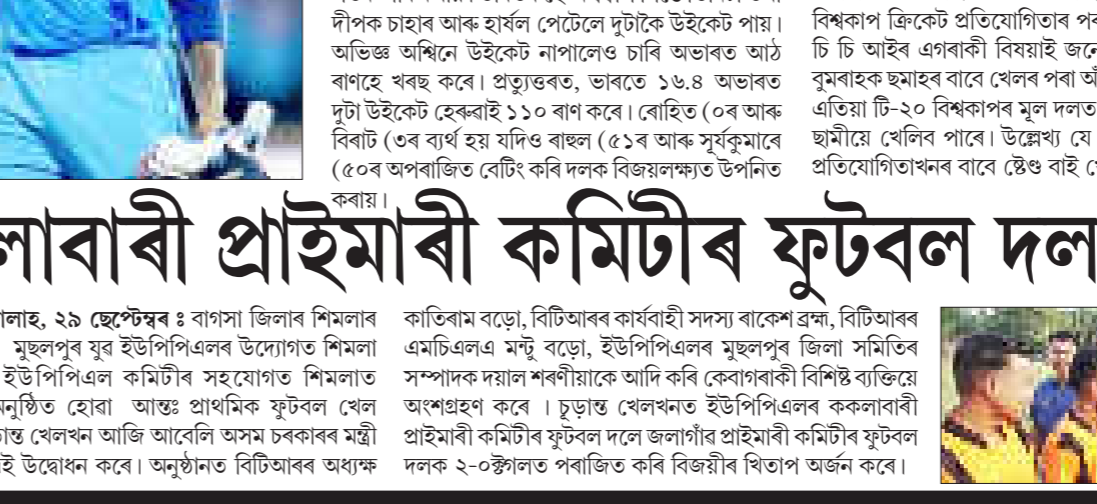 দীপক চাহাৰ আৰু হাৰ্ষল পেটেলে দুটাকৈ উইকেট পায়।
অভিজ্ঞ অশ্বিনে উইকেট নাপালেও চাৰি অভাৰত আঠ
ৰাণহে খৰছ কৰে। প্ৰত্যুত্তৰত, ভাৰতে ১৬.৪ অভাৰত
দুটা উইকেট হেৰুৱাই ১১০ ৰাণ কৰে। ৰোহিত (০ৰ আৰু
বিৰাট (৩ৰ ব্যৰ্থ হয় যদিও ৰাহুল (৫১ৰ আৰু সূৰ্যকুমাৰে
(৫০ৰ অপৰাজিত বেটিং কৰি দলক বিজয়লক্ষ্যত উপনিত
কৰায়।
বিশ্বকাপ ক্ৰিকেট প্ৰতিযোগিতাৰ
চি চি আইৰ এগৰাকী বিষয়াই
বুমৰাহক ছমাহৰ বাবে খেলৰ পৰা
এতিয়া টি-২০ বিশ্বকাপৰ মূল দলত
ছামীয়ে খেলিব পাৰে। উল্লেখ্য যে
প্ৰতিযোগিতাখনৰ বাবে ষ্টেণ্ড বাই
লাবাৰী প্ৰাইমাৰী কমিটীৰ ফুটবল দল
২৯ ছেপ্টেম্বৰ ঃ বাগসা জিলাৰ শিমলাৰ
মুছলপুৰ যুৱ ইউপিপিএলৰ উদ্যোগত শিমলা
ইউপিপিএল কমিটীৰ সহযোগত শিমলাত
হোৱা আন্তঃ প্ৰাথমিক ফুটবল খেল
খেলখন আজি আবেলি অসম চৰকাৰৰ মন্ত্ৰী
উদ্বোধন কৰে। অনুষ্ঠানত বিটিআৰৰ অধ্যক্ষ
কাতিৰাম বড়ো, বিটিআৰৰ কাৰ্যবাহী সদস্য ৰাকেশ ব্ৰহ্ম, বিটিআৰৰ
এমচিএলএ মন্টু বড়ো, ইউপিপিএলৰ মুছলপুৰ জিলা সমিতিৰ
সম্পাদক দয়াল শৰণীয়াকে আদি কৰি কেবাগৰাকী বিশিষ্ট ব্যক্তিয়ে
অংশগ্ৰহণ কৰে । চূড়ান্ত খেলখনত ইউপিপিএলৰ ককলাবাৰী
প্ৰাইমাৰী কমিটীৰ ফুটবল দলে জলাগাঁৱ প্ৰাইমাৰী কমিটীৰ ফুটবল
দলক ২-০ক্টগলত পৰাজিত কৰি বিজয়ীৰ খিতাপ অৰ্জন কৰে।